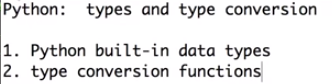 Python:  types and type conversion
1. Python built-in data types
2. type conversion functions